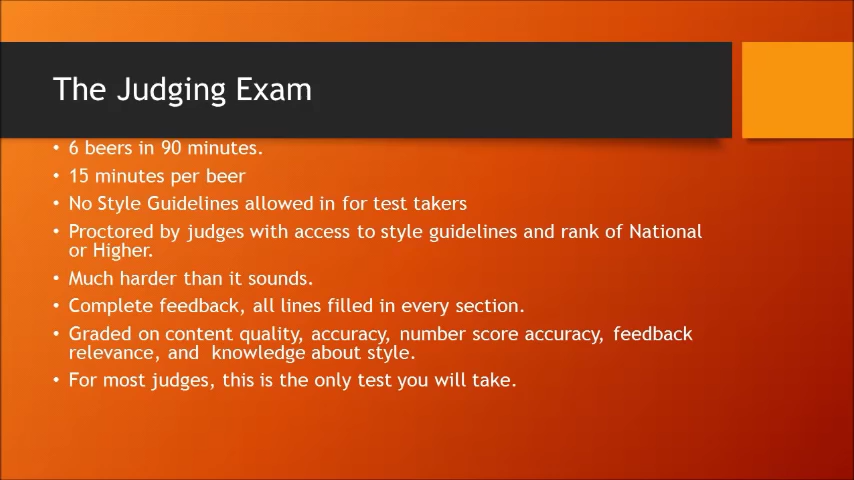 The Judging Exam
• 6 beers in 90 minutes.
• 15 minutes per beer
• No Style Guidelines allowed in for test takers
• Proctored by judges with access to style guidelines and rank of National
or Higher.
• Much harder than it sounds.
• Complete feedback, all lines filled in every section.
• Graded on content quality, accuracy, number score accuracy, feedback
relevance, and  knowledge about style.
• For most judges, this is the only test you will take.